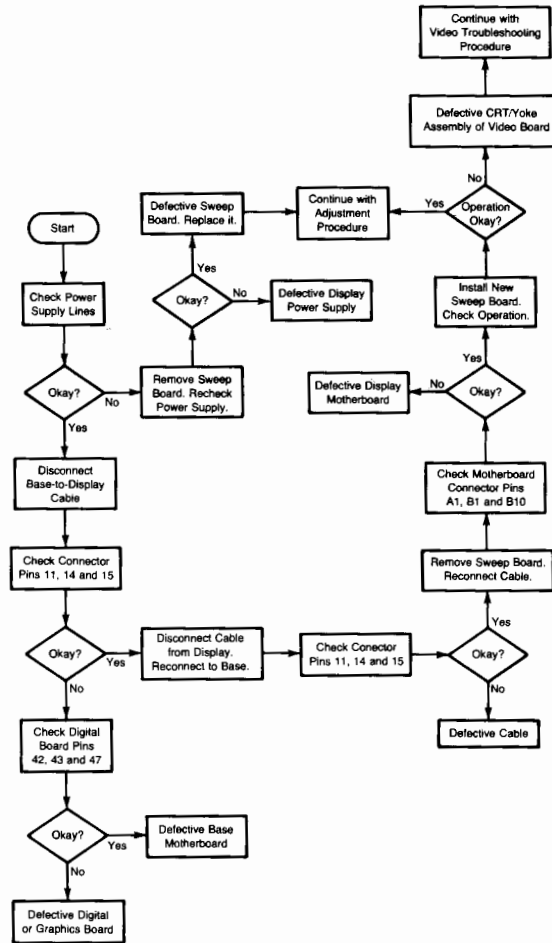 Continue with
Video Troubleshooting
Procedure
Defective CRT/Yoke
Assembly of Video Board
No
Defective Sweep
Board. Replace it.
Continue with
Adjustment
Procedure
Yes
Operation
Okay?
Start
Yes
Check Power
Supply Lines
Okay?
No
Defective Display
Power Supply
Install New
Sweep Board.
Check Operation.
Yes
Okay?
No
Remove Sweep
Board. Recheck
Power Supply.
Defective Display
Motherboard
No
Okay?
Yes
Disconnect
Base-to-Display
Cable
Check Motherboard
Connector Pins
A1, B1 and B10
Check Connector
Pins 11, 14 and 15
Remove Sweep Board.
Reconnect Cable.
Yes
Okay?
Yes
Disconnect Cable
from Display.
Reconnect to Base.
Check Conector
Pins 11, 14 and 15
Okay?
No
No
Check Digital
Board Pins
42, 43 and 47
Defective Cable
Okay?
Yes
Defective Base
Motherboard
No
Defective Digital
or Graphics Board